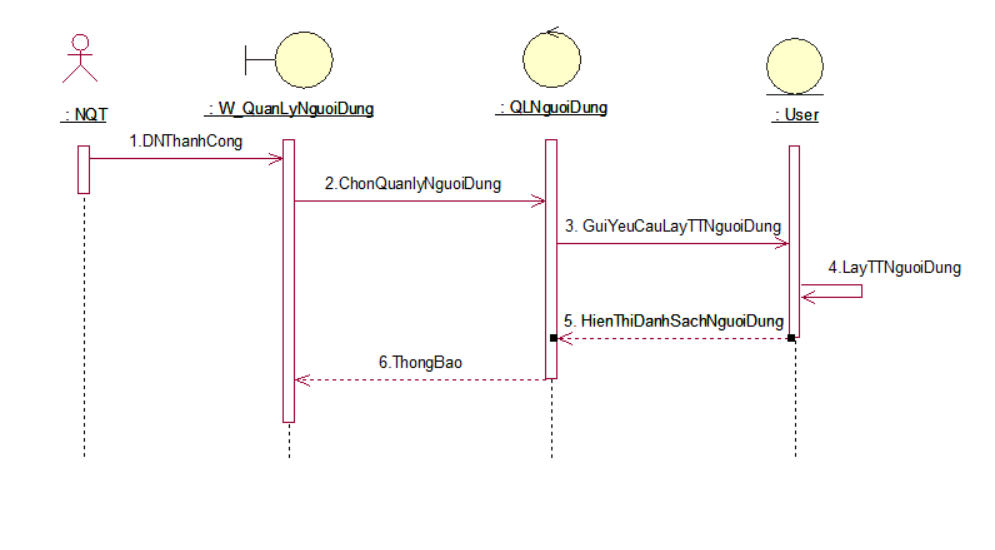 : NQT
: W_QuanLyNguoiDung
: QLNguoiDung
: User
1.DNThanhCong
2.ChonQuanlyNguoiDung
3. GuiYeuCauLayTTNguoiDung
4.LayTTNguoiDung
5. HienThiDanhSachNguoiDung
6.ThongBao